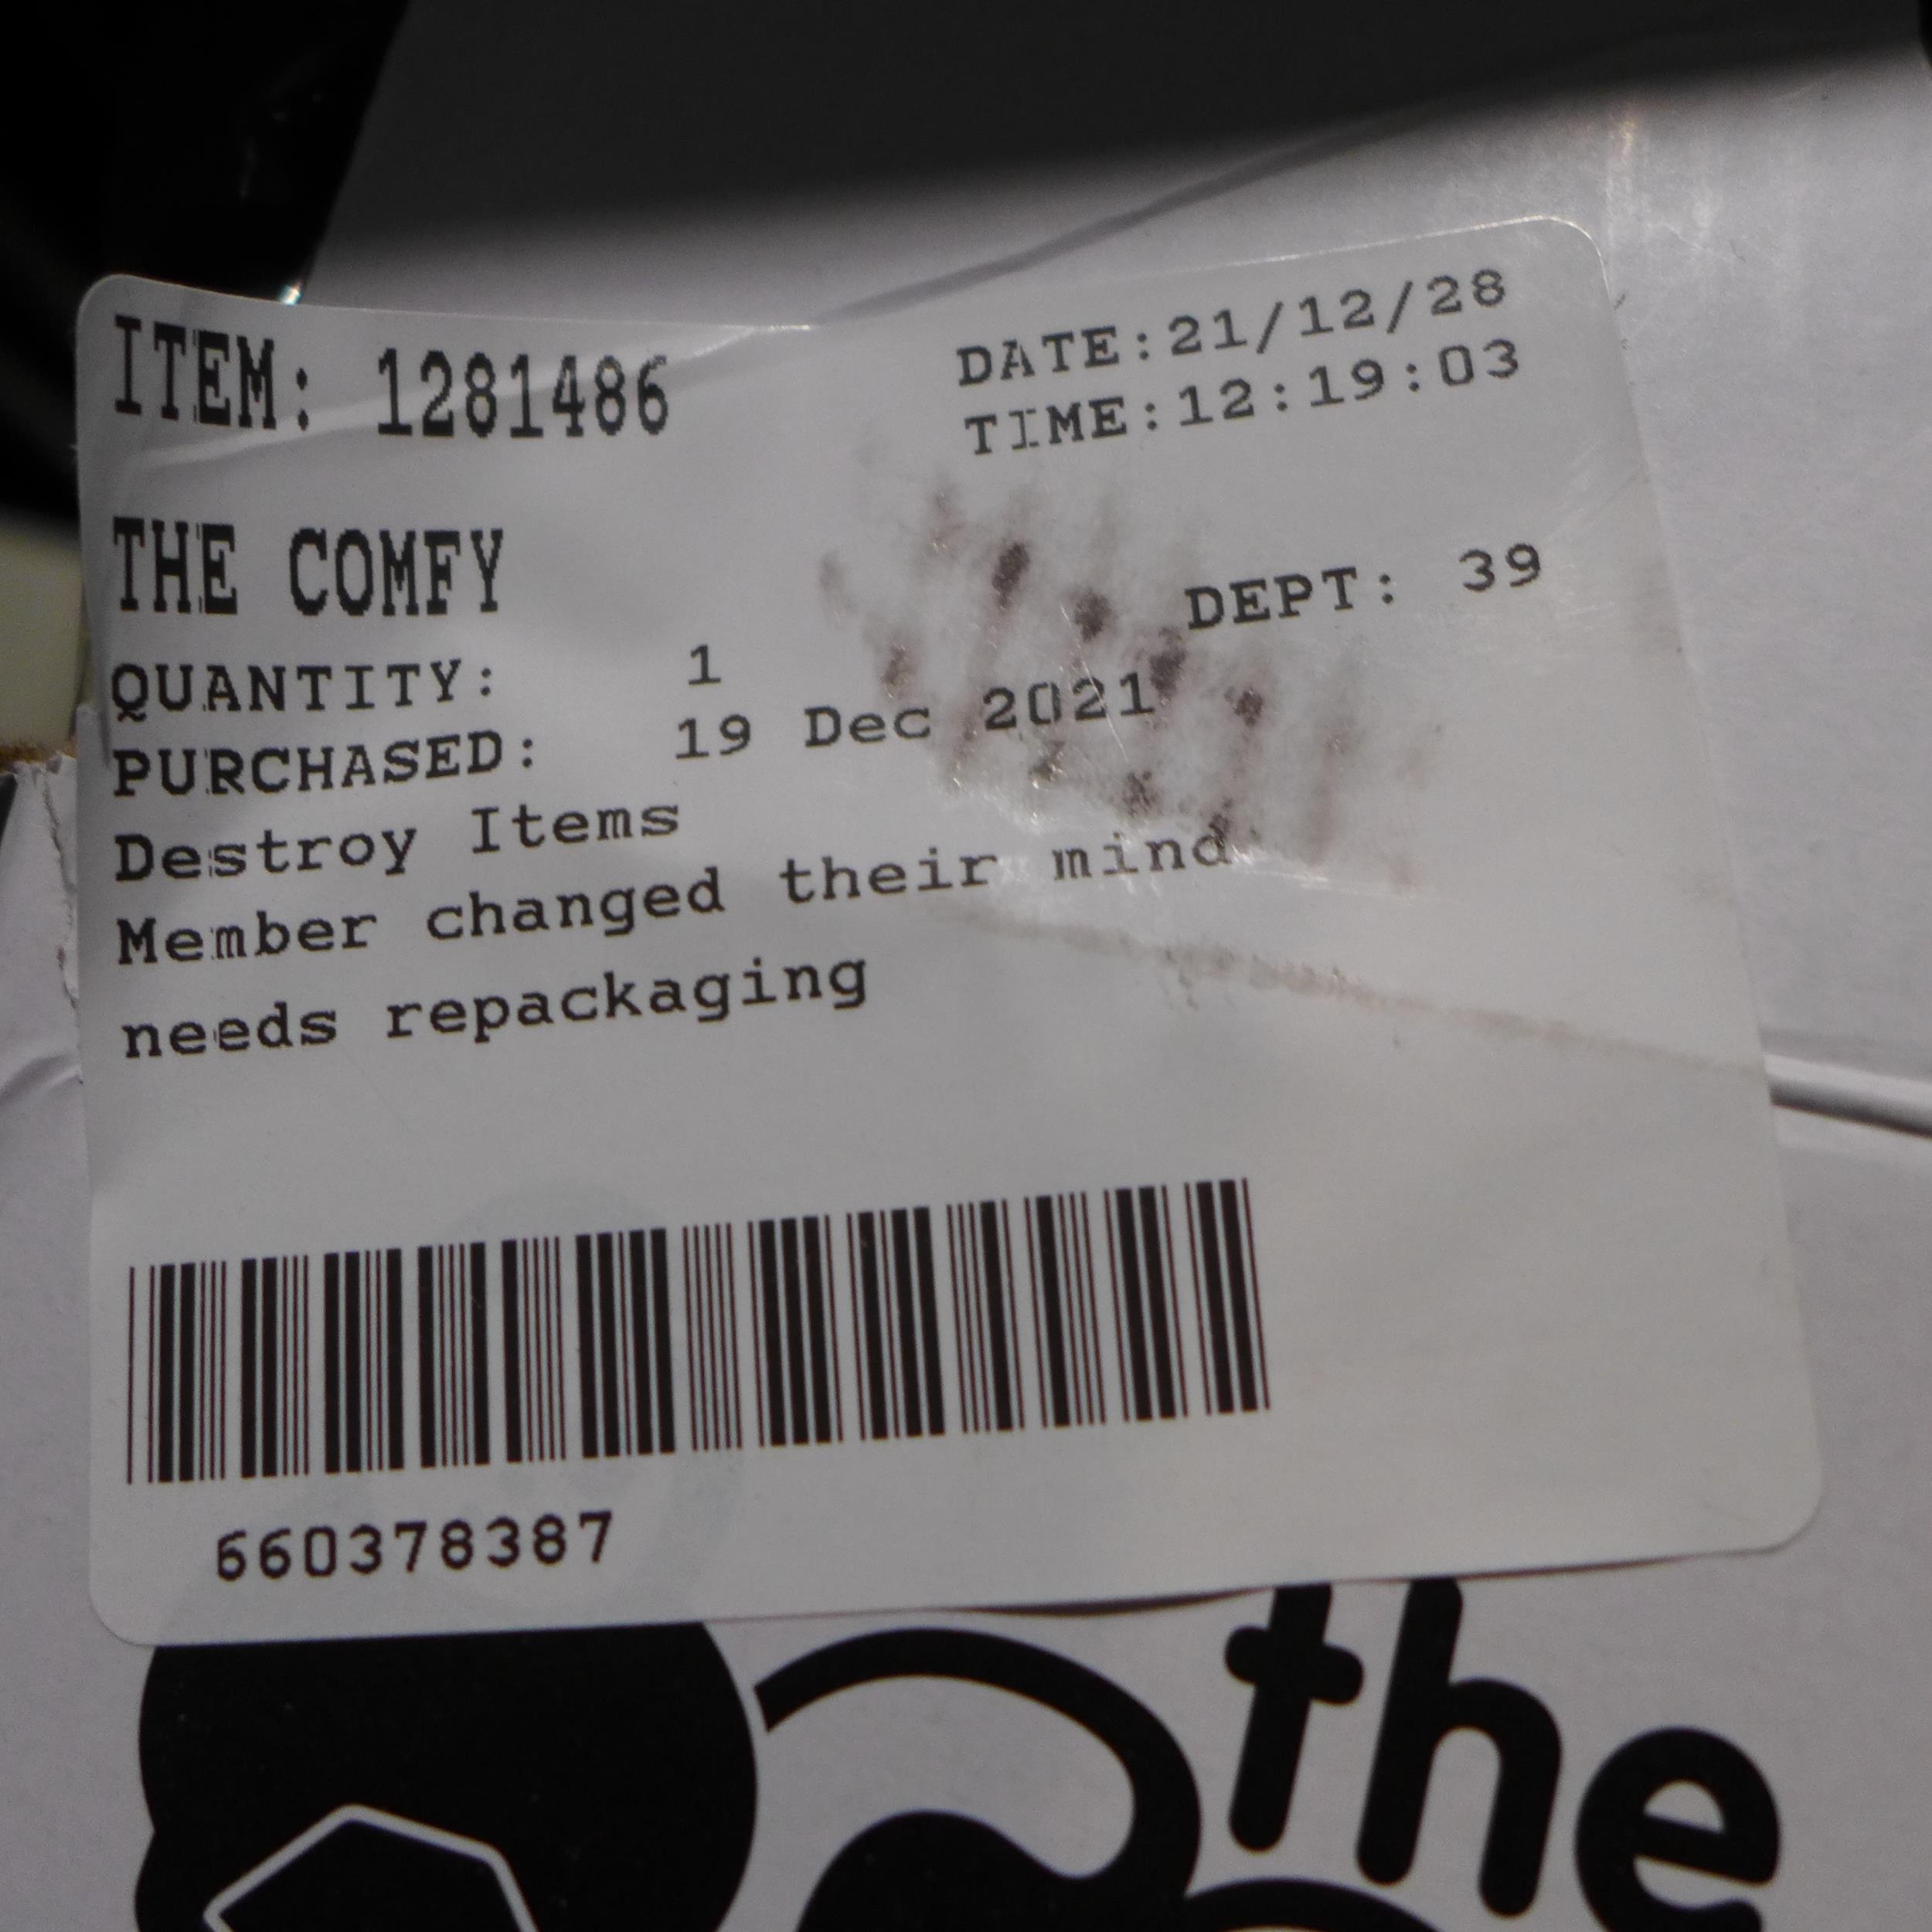 ITEM: 1281486
DATE:21/12/28
TIME:12:19:03
THE COMFY
DEPT: 39
QUANTITY: 1
PURCHASED: 19 Dec 2021
Destroy Items
Member changed their mind
needs repackaging
660378387
the